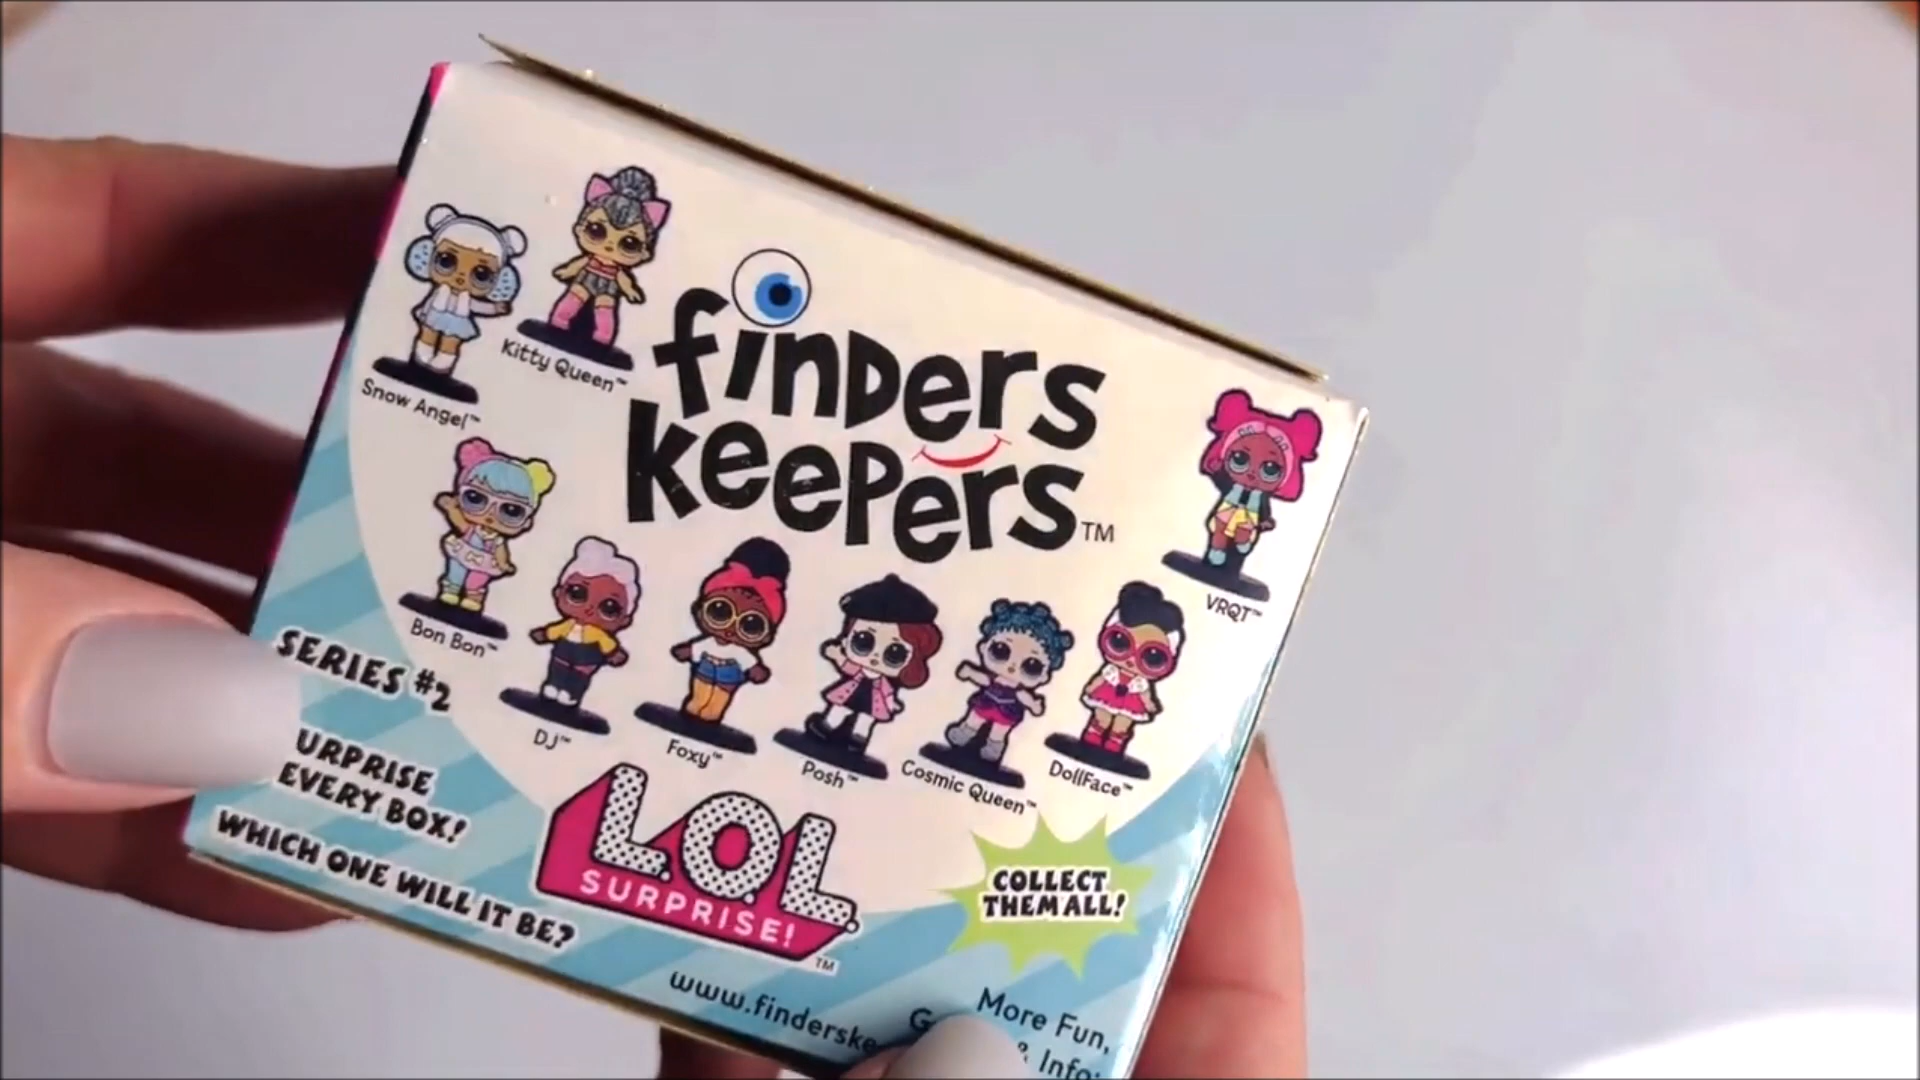 Kitty Queen™
Snow Angel™
finders
keepers™
VRQT™
Bon Bon™
DJ™
Foxy™
Posh™
Cosmic Queen™
DollFace™
SERIES #2
URPRISE
EVERY BOX!
WHICH ONE WILL IT BE?
L.O.L.
SURPRISE!™
COLLECT
THEM ALL!
www.finderske
More Fun,
& Info: